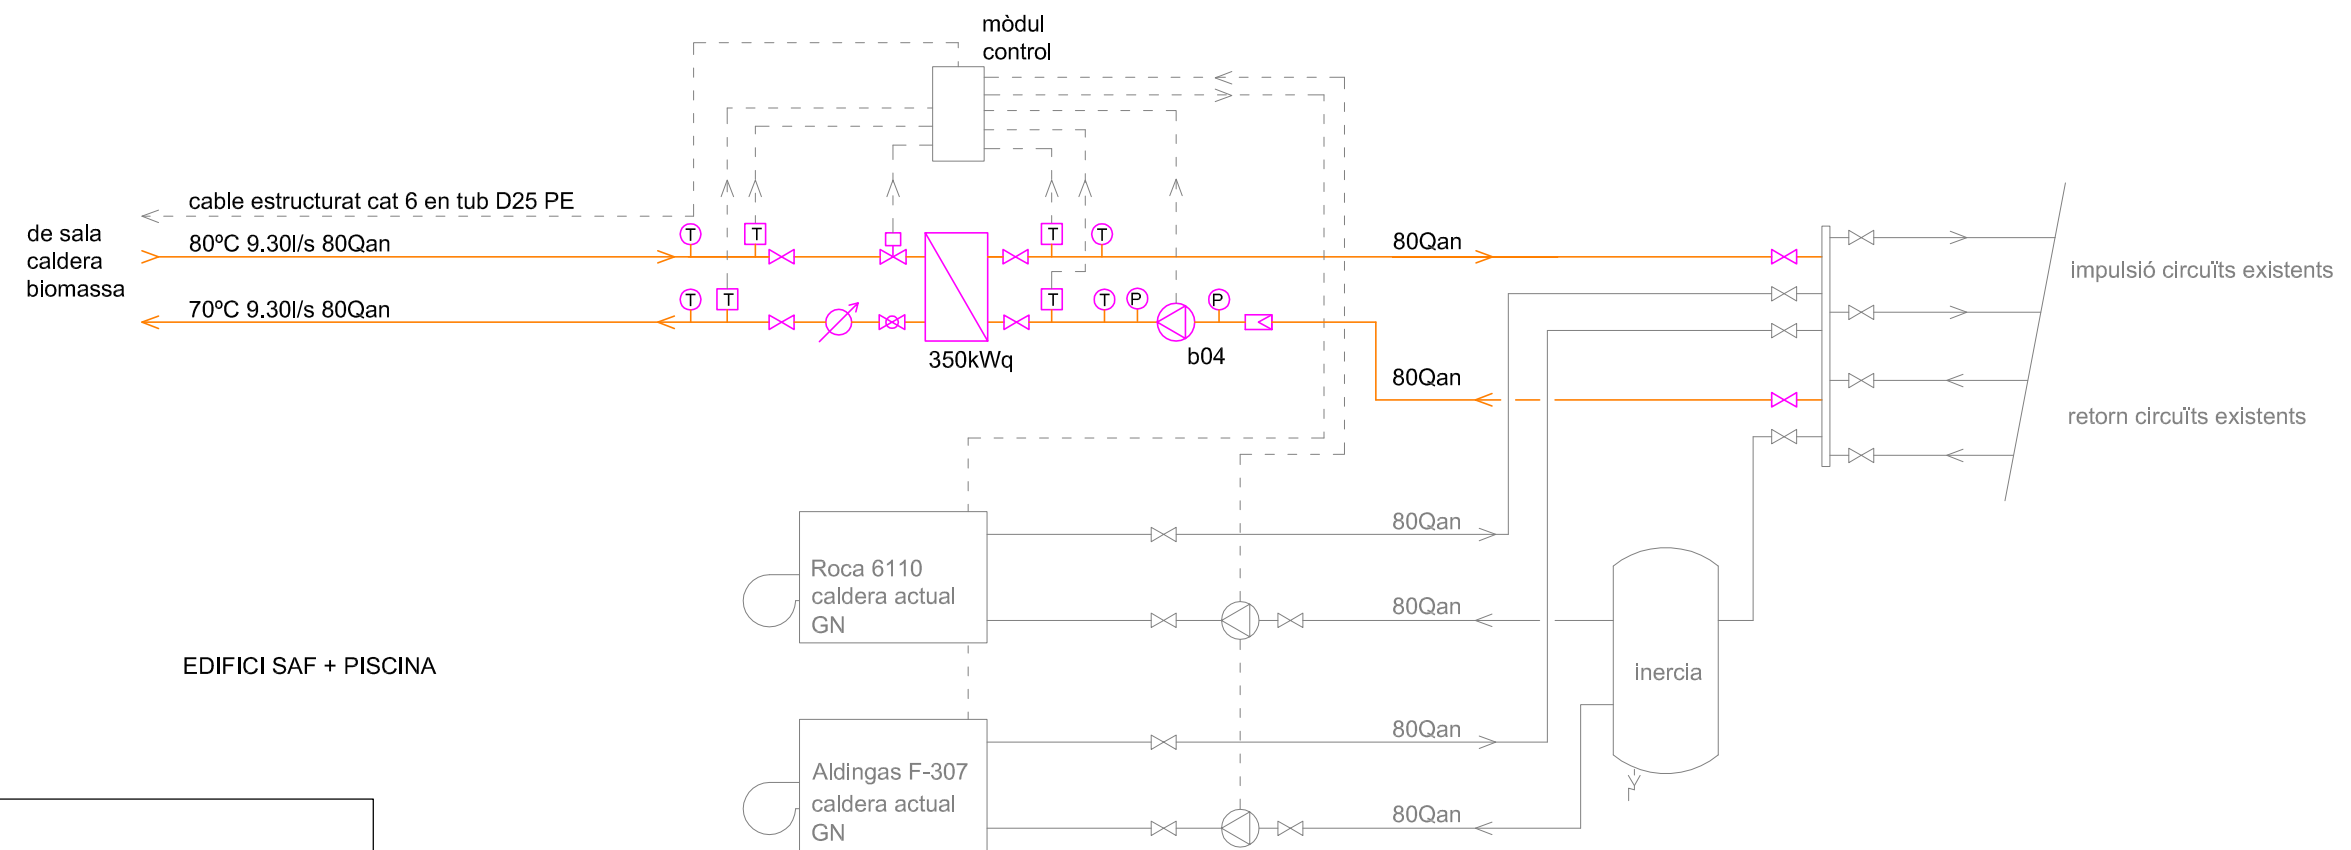 mòdul
control
cable estructurat cat 6 en tub D25 PE
de sala
caldera
biomassa
80ºC 9.30l/s 80Qan
70ºC 9.30l/s 80Qan
T
T
T
T
80Qan
T
T
T
T
P
P
350kWq
b04
80Qan
impulsió circuïts existents
retorn circuïts existents
80Qan
Roca 6110
caldera actual
GN
80Qan
EDIFICI SAF + PISCINA
inercia
80Qan
Aldingas F-307
caldera actual
GN
80Qan